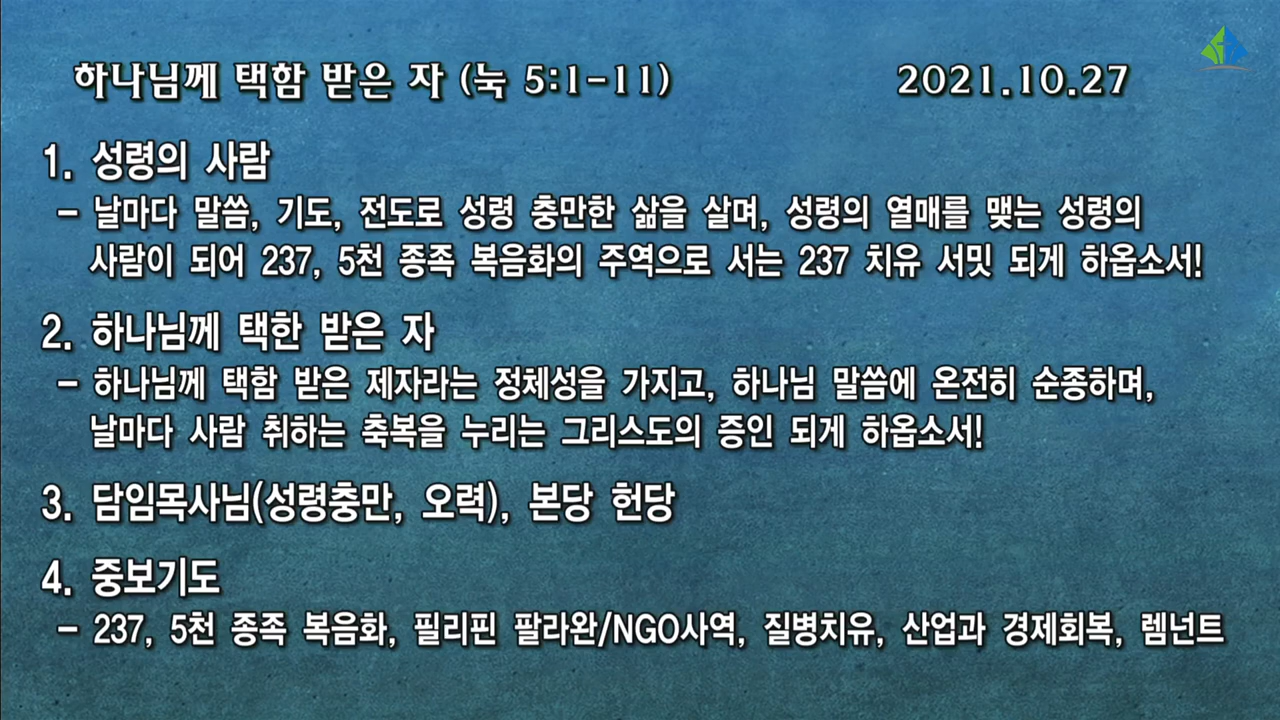 하나님께 택함 받은 자 (눅 5:1-11) 2021.10.27
1. 성령의 사람
- 날마다 말씀, 기도, 전도로 성령 충만한 삶을 살며, 성령의 열매를 맺는 성령의
사람이 되어 237, 5천 종족 복음화의 주역으로 서는 237 치유 서밋 되게 하옵소서!
2. 하나님께 택한 받은 자
- 하나님께 택함 받은 제자라는 정체성을 가지고, 하나님 말씀에 온전히 순종하며,
날마다 사람 취하는 축복을 누리는 그리스도의 증인 되게 하옵소서!
3. 담임목사님(성령충만, 오력), 본당 헌당
4. 중보기도
- 237, 5천 종족 복음화, 필리핀 팔라완/NGO사역, 질병치유, 산업과 경제회복, 렘넌트